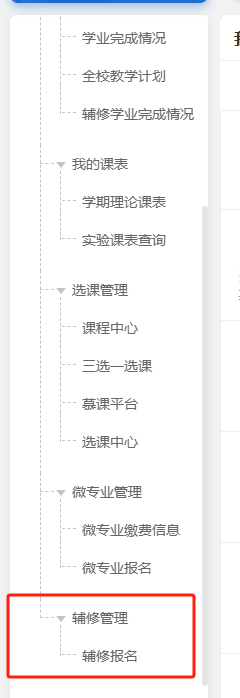 学业完成情况
全校教学计划
辅修学业完成情况
我的课表
学期理论课表
实验课表查询
选课管理
课程中心
三选一选课
慕课平台
选课中心
微专业管理
微专业缴费信息
微专业报名
辅修管理
辅修报名